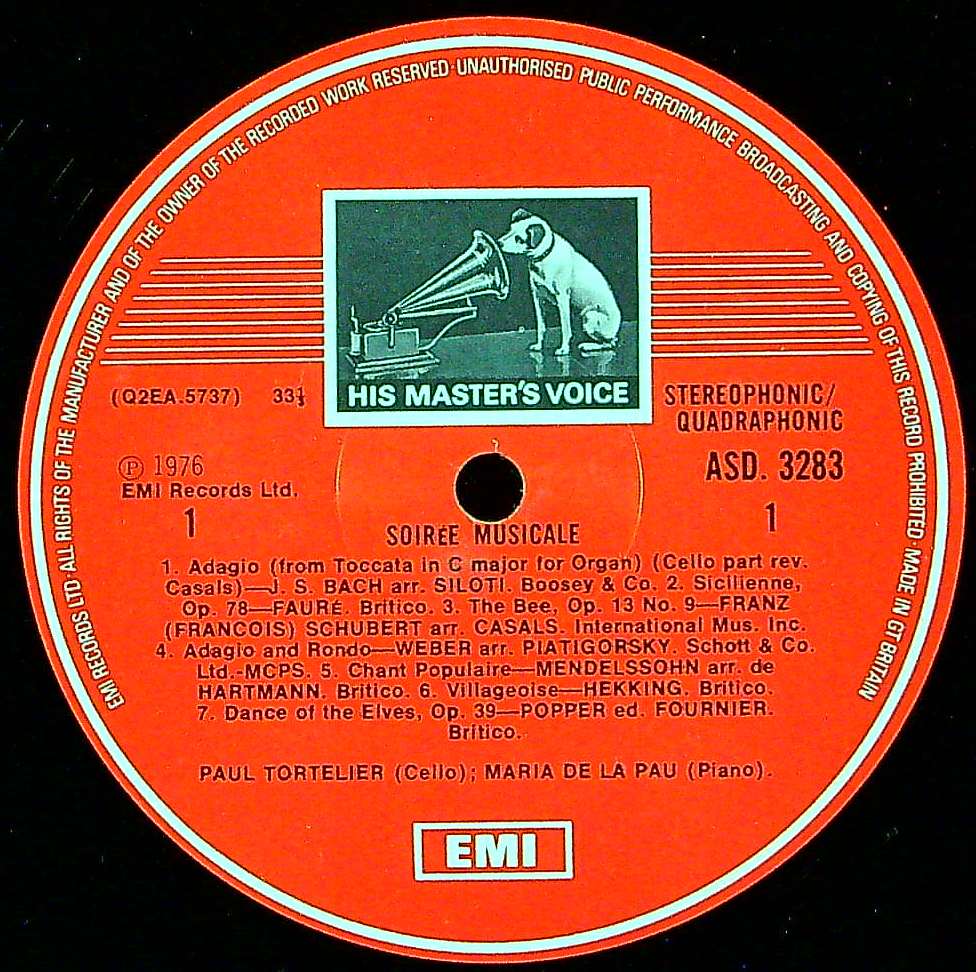 EMI RECORDS LTD·ALL RIGHTS OF THE MANUFACTURER AND OF THE OWNER OF THE RECORDED WORK RESERVED·UNAUTHORISED PUBLIC PERFORMANCE BROADCASTING AND COPYING OF THIS RECORD PROHIBITED·MADE IN GT BRITAIN
HIS MASTER'S VOICE
(Q2EA.5737) 33⅓
STEREOPHONIC/
QUADRAPHONIC
℗ 1976
EMI Records Ltd.
ASD. 3283
1
1
SOIRÉE MUSICALE
1. Adagio (from Toccata in C major for Organ) (Cello part rev.
Casals)—J. S. BACH arr. SILOTI. Boosey & Co. 2. Sicilienne,
Op. 78—FAURÉ. Britico. 3. The Bee, Op. 13 No. 9—FRANZ
(FRANCOIS) SCHUBERT arr. CASALS. International Mus. Inc.
4. Adagio and Rondo—WEBER arr. PIATIGORSKY. Schott & Co.
Ltd.-MCPS. 5. Chant Populaire—MENDELSSOHN arr. de
HARTMANN. Britico. 6. Villageoise—HEKKING. Britico.
7. Dance of the Elves, Op. 39—POPPER ed. FOURNIER.
Britico.
PAUL TORTELIER (Cello); MARIA DE LA PAU (Piano).
EMI